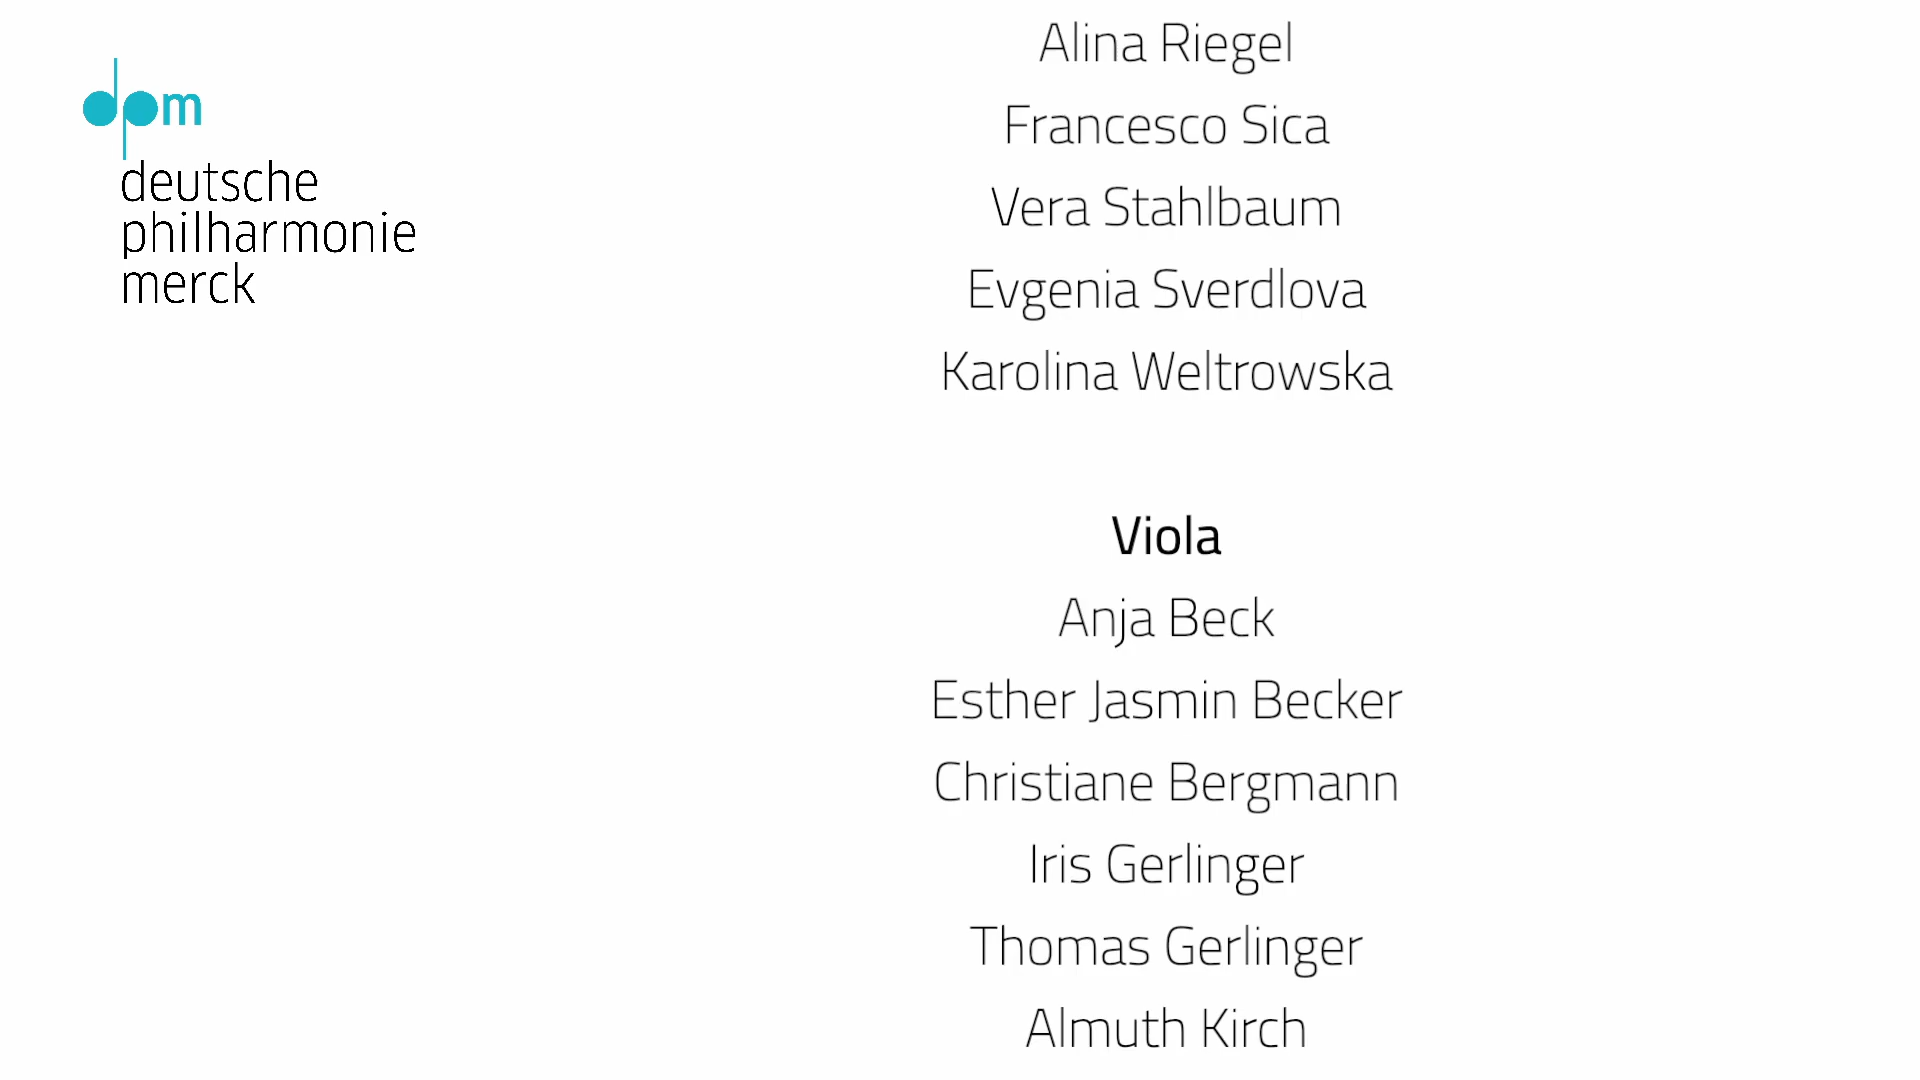 dpm
deutsche
philharmonie
merck
Alina Riegel
Francesco Sica
Vera Stahlbaum
Evgenia Sverdlova
Karolina Weltrowska
Viola
Anja Beck
Esther Jasmin Becker
Christiane Bergmann
Iris Gerlinger
Thomas Gerlinger
Almuth Kirch